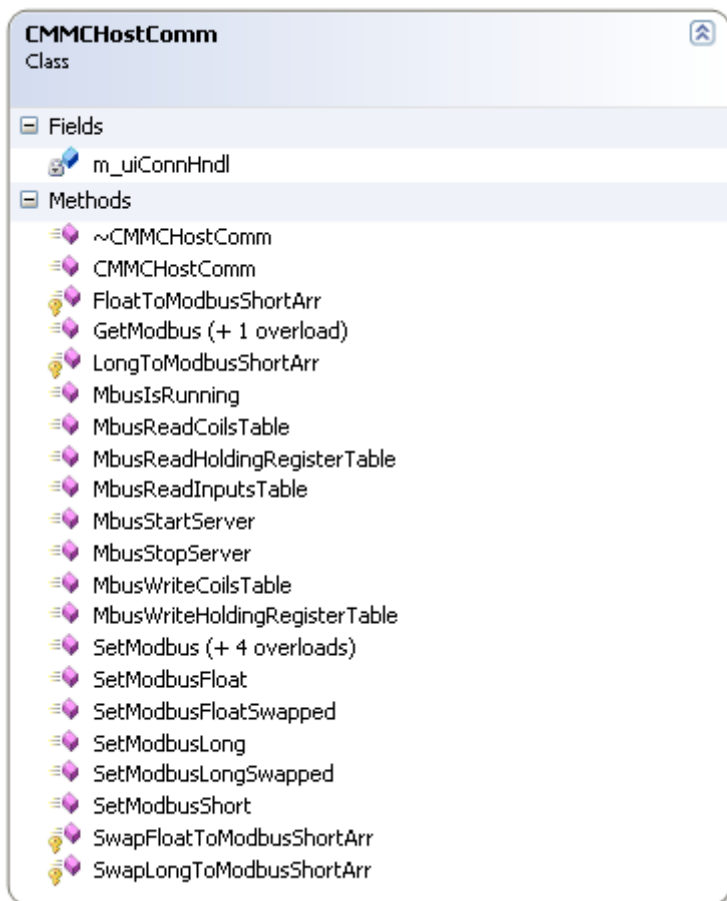 CMMCHostComm
Class
Fields
m_uiConnHndl
Methods
~CMMCHostComm
CMMCHostComm
FloatToModbusShortArr
GetModbus (+ 1 overload)
LongToModbusShortArr
MbusIsRunning
MbusReadCoilsTable
MbusReadHoldingRegisterTable
MbusReadInputsTable
MbusStartServer
MbusStopServer
MbusWriteCoilsTable
MbusWriteHoldingRegisterTable
SetModbus (+ 4 overloads)
SetModbusFloat
SetModbusFloatSwapped
SetModbusLong
SetModbusLongSwapped
SetModbusShort
SwapFloatToModbusShortArr
SwapLongToModbusShortArr